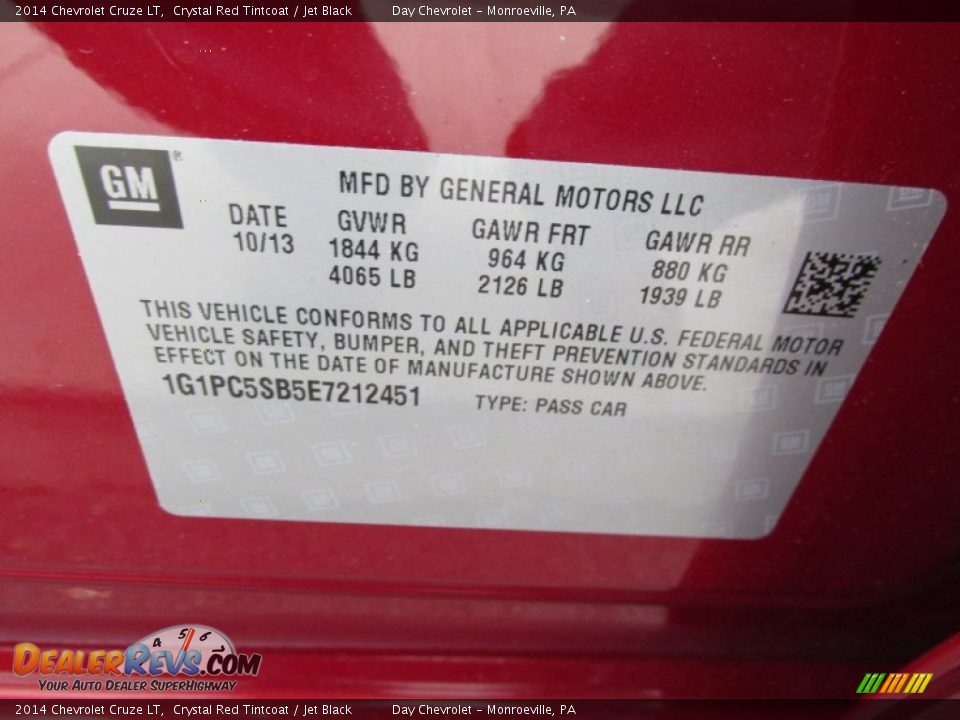 2014 Chevrolet Cruze LT,  Crystal Red Tintcoat / Jet Black  Day Chevrolet - Monroeville, PA
GM ®
MFD BY GENERAL MOTORS LLC
DATE GVWR GAWR FRT GAWR RR
10/13 1844 KG 964 KG 880 KG
4065 LB 2126 LB 1939 LB
THIS VEHICLE CONFORMS TO ALL APPLICABLE U.S. FEDERAL MOTOR
VEHICLE SAFETY, BUMPER, AND THEFT PREVENTION STANDARDS IN
EFFECT ON THE DATE OF MANUFACTURE SHOWN ABOVE.
1G1PC5SB5E7212451 TYPE: PASS CAR
4 5 6
DEALERREVS.COM
YOUR AUTO DEALER SUPERHIGHWAY
2014 Chevrolet Cruze LT,  Crystal Red Tintcoat / Jet Black  Day Chevrolet - Monroeville, PA